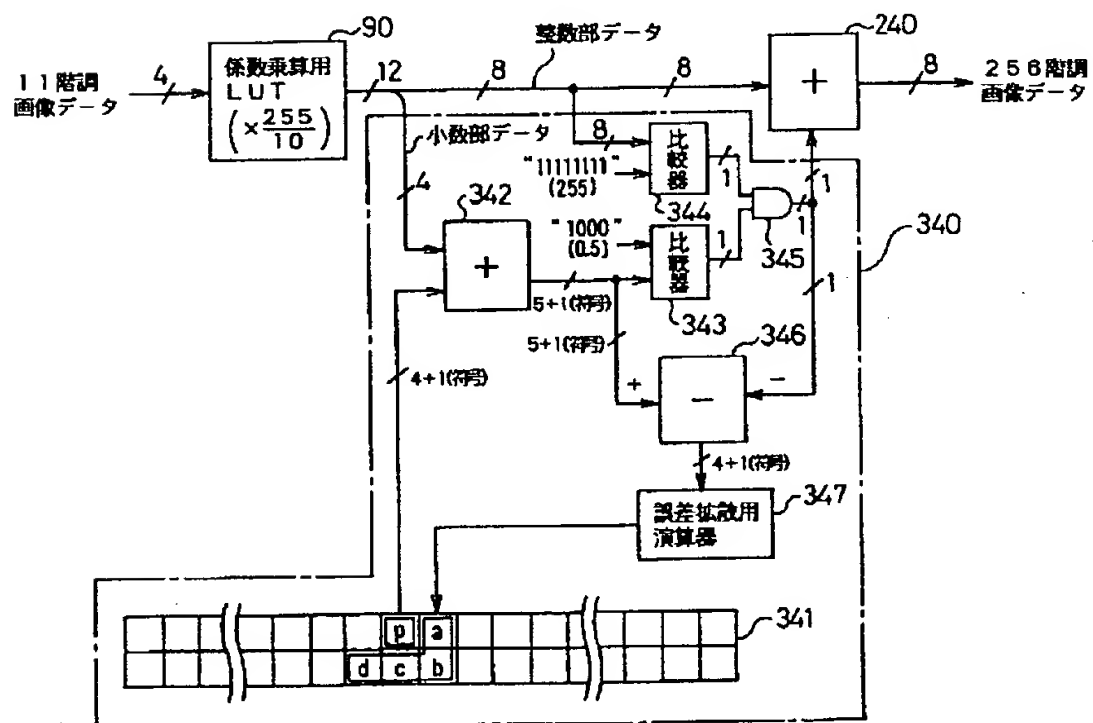 90
整数部データ
240
11階調
画像データ
4
係数乗算用
LUT
(×255/10)
12
8
8
+
8
256階調
画像データ
小数部データ
8
比較器
"11111111"
(255)
344
1
1
1
345
4
342
+
"1000"
(0.5)
比較器
343
1
340
5+1(符号)
5+1(符号)
1
346
+
−
−
4+1(符号)
4+1(符号)
347
誤差拡散用
演算器
p
a
341
d
c
b